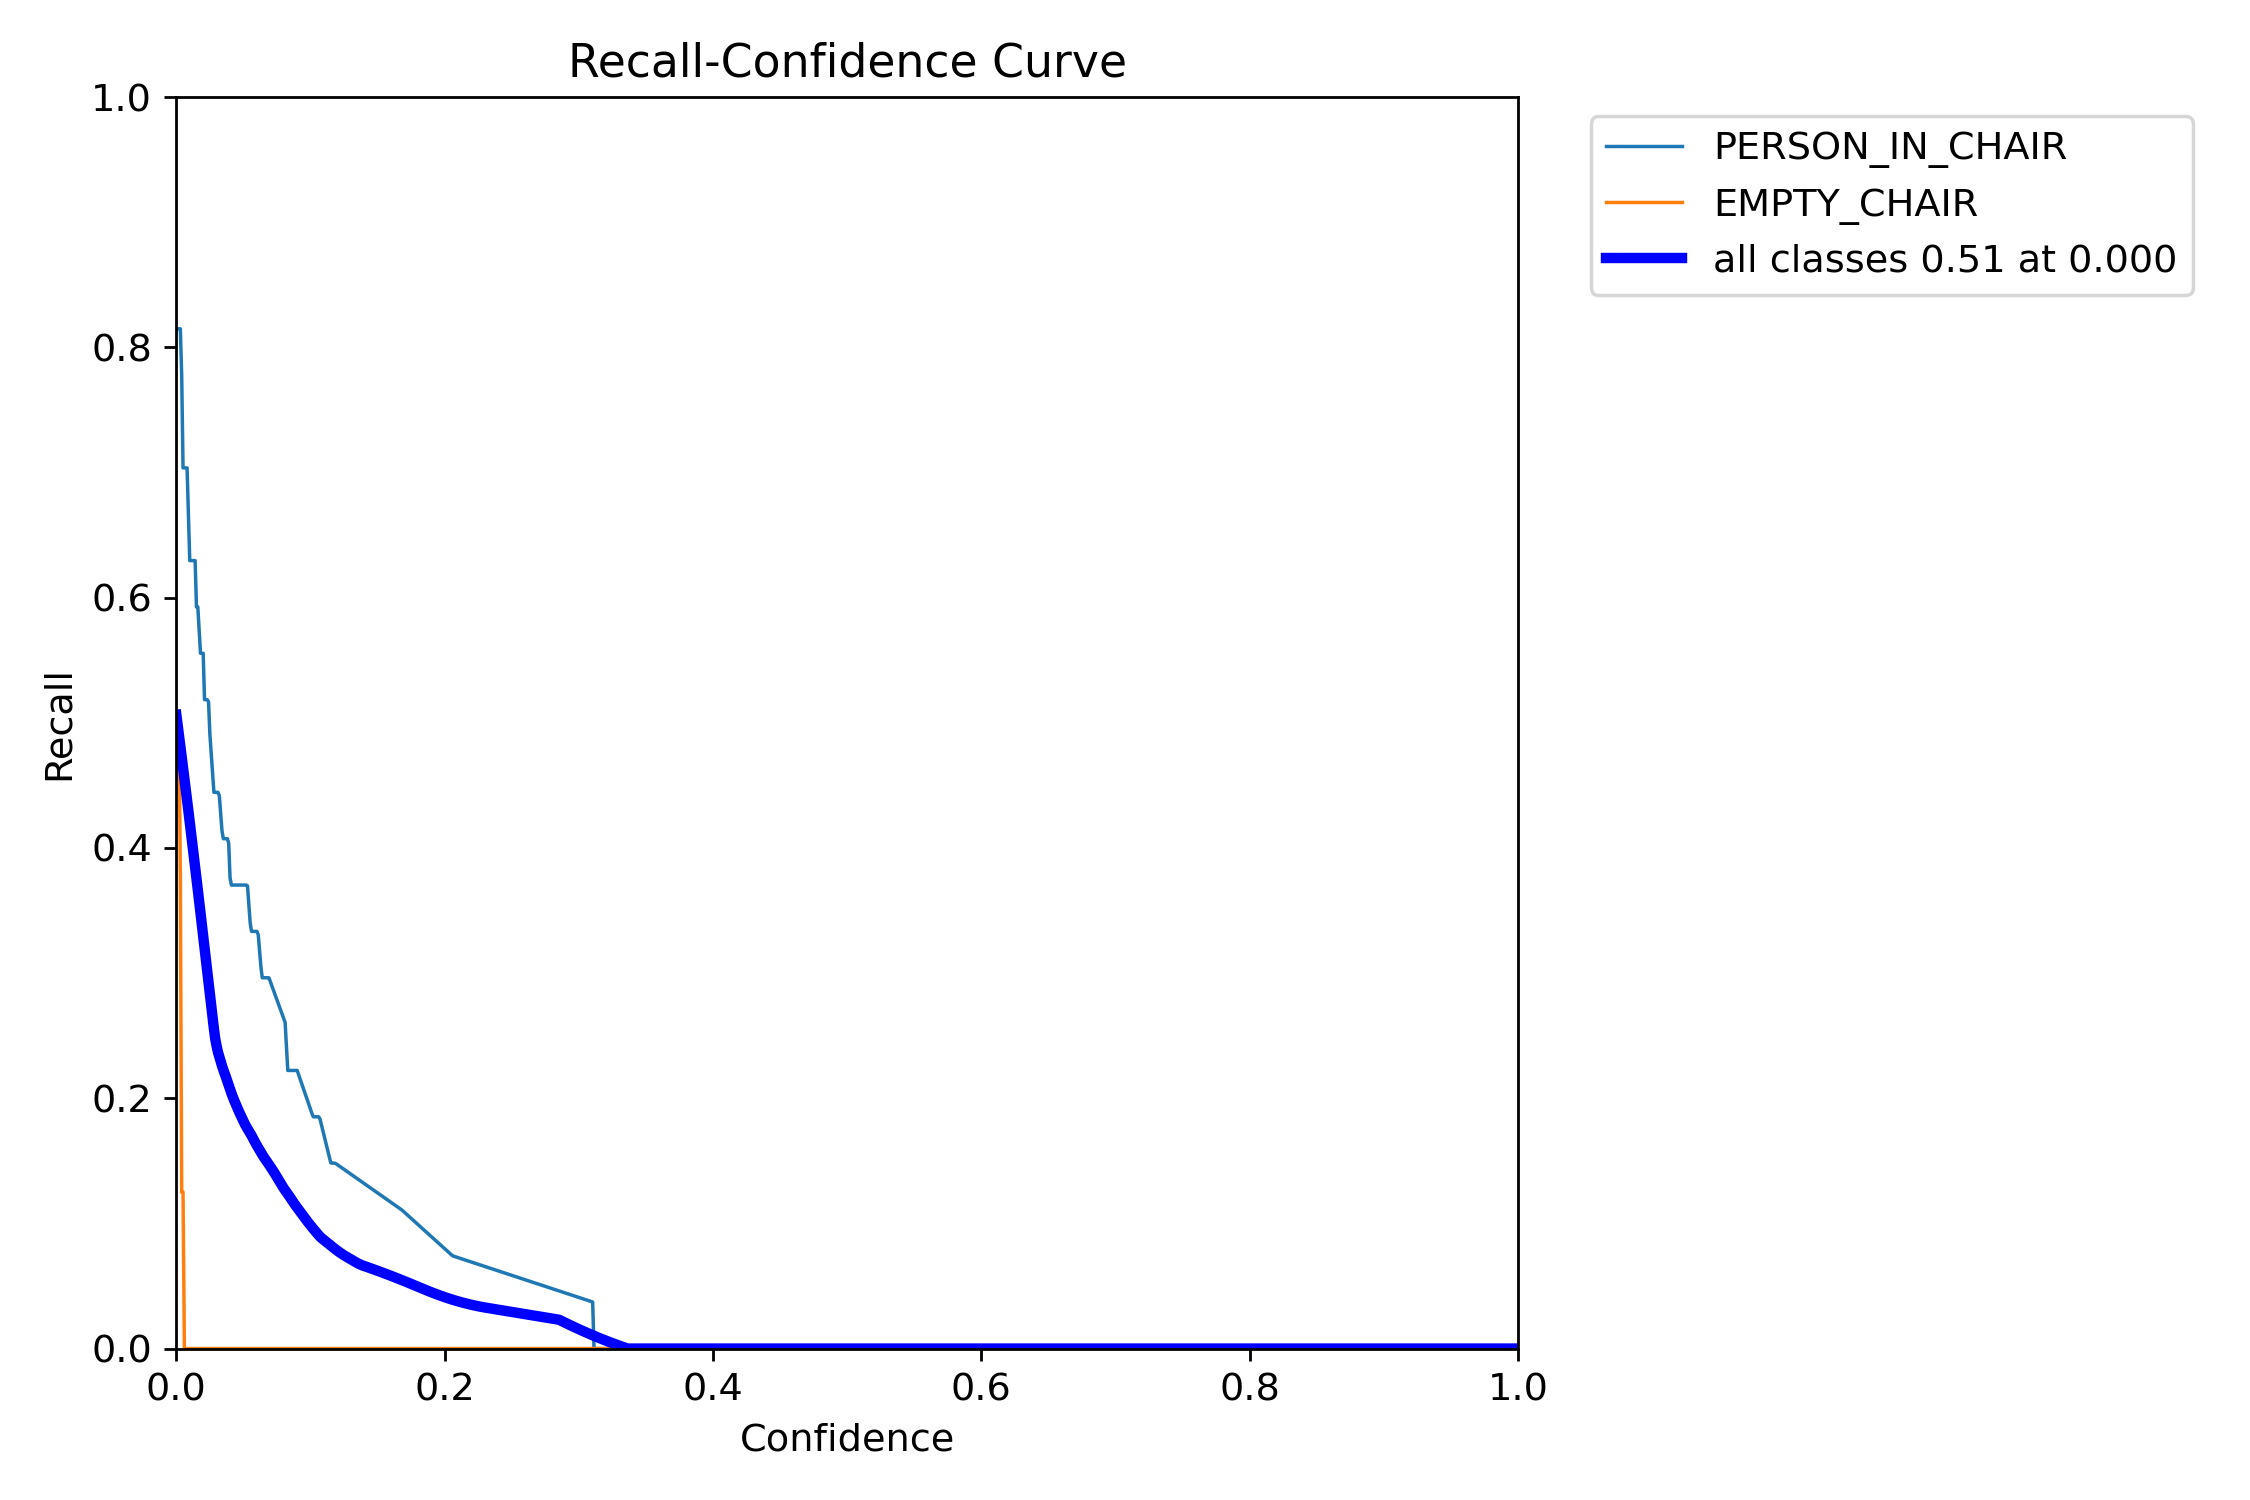 Recall-Confidence Curve
1.0
0.8
0.6
0.4
0.2
0.0
Recall
0.0 0.2 0.4 0.6 0.8 1.0
Confidence
PERSON_IN_CHAIR
EMPTY_CHAIR
all classes 0.51 at 0.000